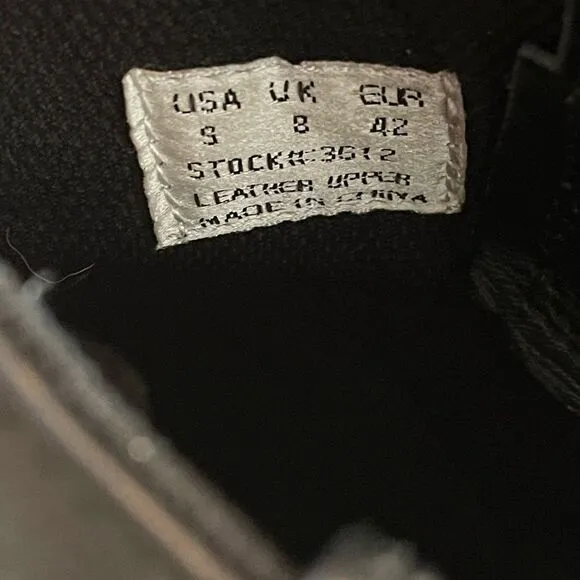 USA UK EUR
9 8 42
STOCK#:3612
LEATHER UPPER
MADE IN CHINA